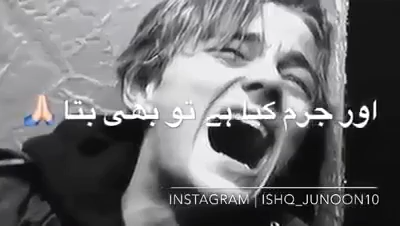 اور جرم کیا ہے تو بھی بتا 🙏🏻
INSTAGRAM | ISHQ_JUNOON10